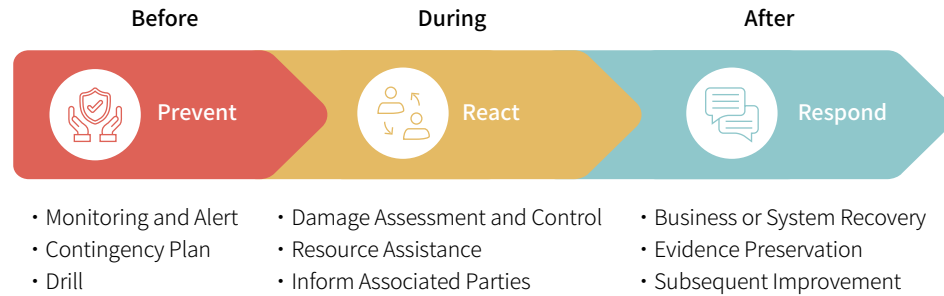 Before
During
After
Prevent
React
Respond
・Monitoring and Alert
・Contingency Plan
・Drill
・Damage Assessment and Control
・Resource Assistance
・Inform Associated Parties
・Business or System Recovery
・Evidence Preservation
・Subsequent Improvement